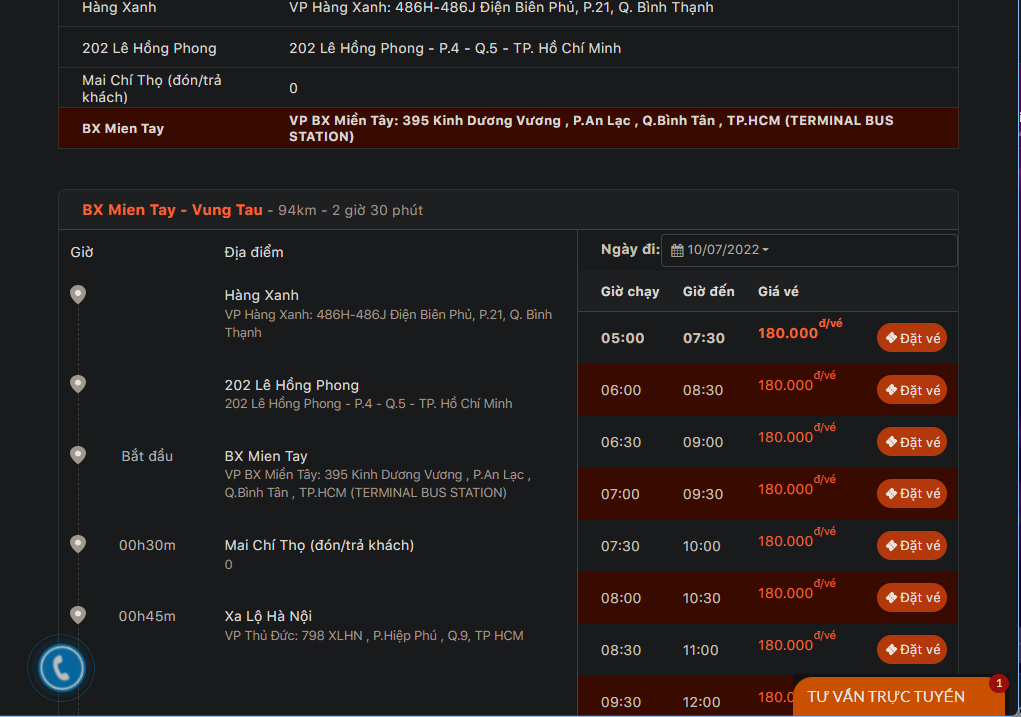 Hàng Xanh VP Hàng Xanh: 486H-486J Điện Biên Phủ, P.21, Q. Bình Thạnh
202 Lê Hồng Phong 202 Lê Hồng Phong - P.4 - Q.5 - TP. Hồ Chí Minh
Mai Chí Thọ (đón/trả
khách) 0
BX Mien Tay VP BX Miền Tây: 395 Kinh Dương Vương , P.An Lạc , Q.Bình Tân , TP.HCM (TERMINAL BUS
STATION)
BX Mien Tay - Vung Tau - 94km - 2 giờ 30 phút
Giờ Địa điểm
Hàng Xanh
VP Hàng Xanh: 486H-486J Điện Biên Phủ, P.21, Q. Bình
Thạnh
202 Lê Hồng Phong
202 Lê Hồng Phong - P.4 - Q.5 - TP. Hồ Chí Minh
Bắt đầu BX Mien Tay
VP BX Miền Tây: 395 Kinh Dương Vương , P.An Lạc ,
Q.Bình Tân , TP.HCM (TERMINAL BUS STATION)
00h30m Mai Chí Thọ (đón/trả khách)
0
00h45m Xa Lộ Hà Nội
VP Thủ Đức: 798 XLHN , P.Hiệp Phú , Q.9, TP HCM
Ngày đi: 10/07/2022
Giờ chạy Giờ đến Giá vé
05:00 07:30 180.000 đ/vé Đặt vé
06:00 08:30 180.000 đ/vé Đặt vé
06:30 09:00 180.000 đ/vé Đặt vé
07:00 09:30 180.000 đ/vé Đặt vé
07:30 10:00 180.000 đ/vé Đặt vé
08:00 10:30 180.000 đ/vé Đặt vé
08:30 11:00 180.000 đ/vé Đặt vé
09:30 12:00 180.0
TƯ VẤN TRỰC TUYẾN 1